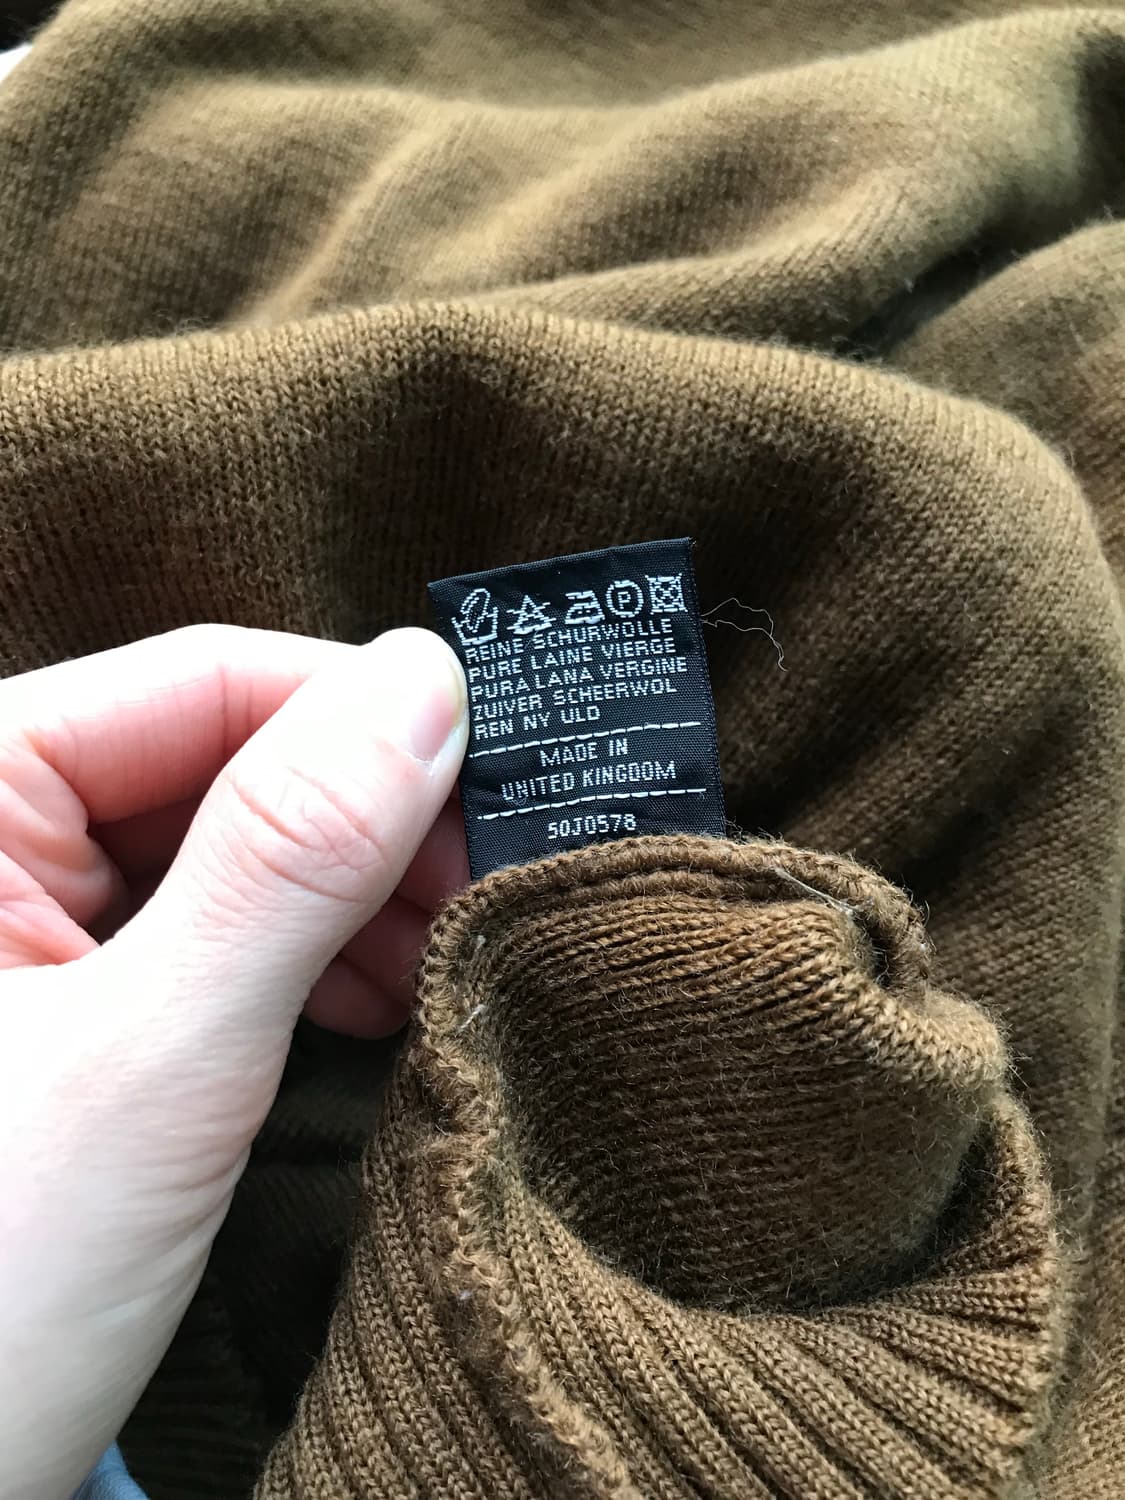 P
REINE SCHURWOLLE
PURE LAINE VIERGE
PURA LANA VERGINE
ZUIVER SCHEERWOL
REN NY ULD
MADE IN
UNITED KINGDOM
50J0578